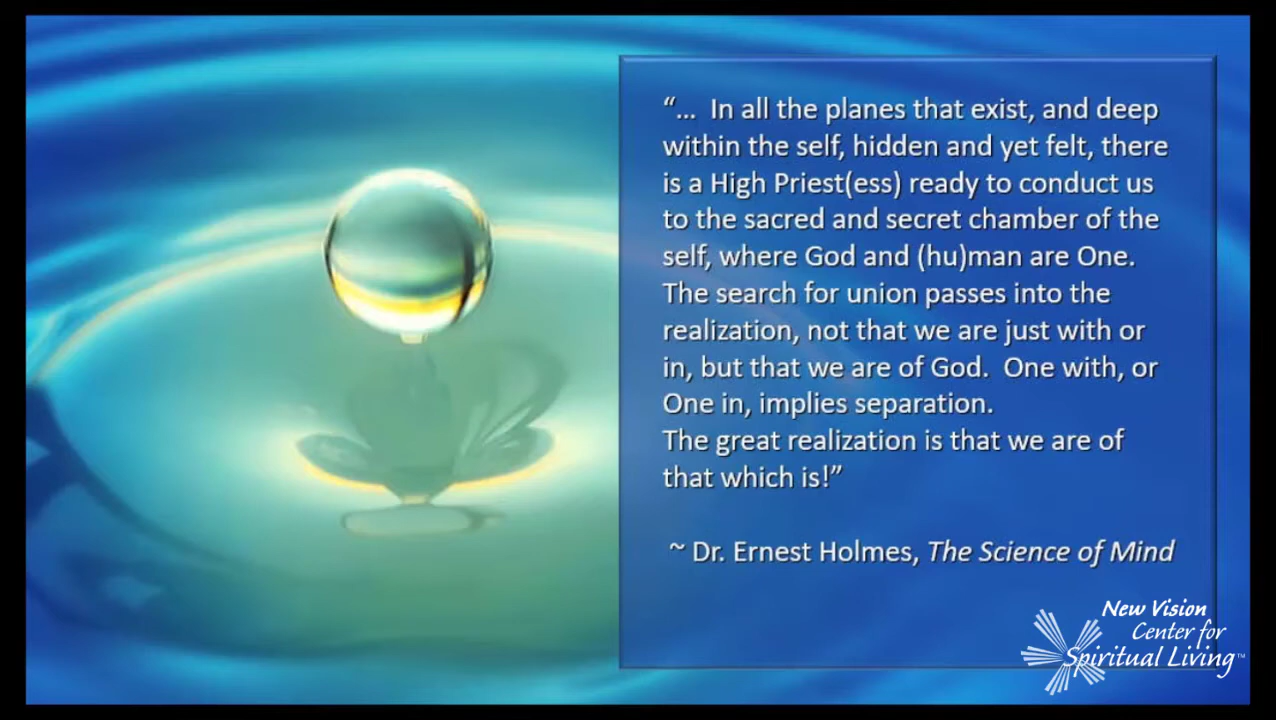 “... In all the planes that exist, and deep
within the self, hidden and yet felt, there
is a High Priest(ess) ready to conduct us
to the sacred and secret chamber of the
self, where God and (hu)man are One.
The search for union passes into the
realization, not that we are just with or
in, but that we are of God. One with, or
One in, implies separation.
The great realization is that we are of
that which is!”
~ Dr. Ernest Holmes, The Science of Mind
New Vision
Center for
Spiritual Living™